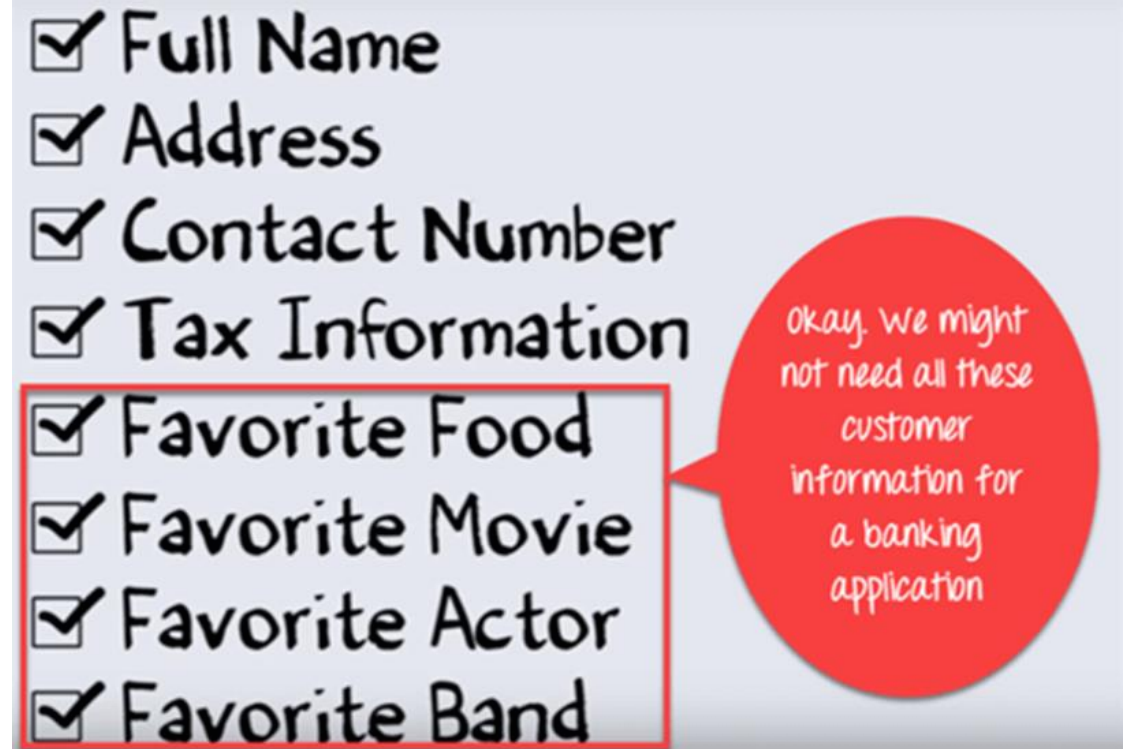 Full Name
Address
Contact Number
Tax Information
Favorite Food
Favorite Movie
Favorite Actor
Favorite Band
Okay. We might
not need all these
customer
information for
a banking
application